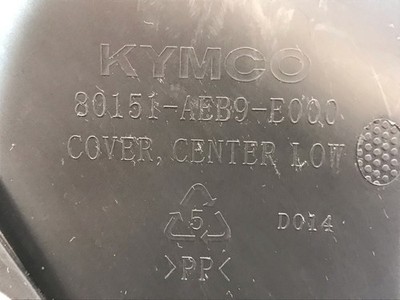 KYMCO
80151-AEB9-E000
COVER, CENTER LOW
5
D014
>PP<